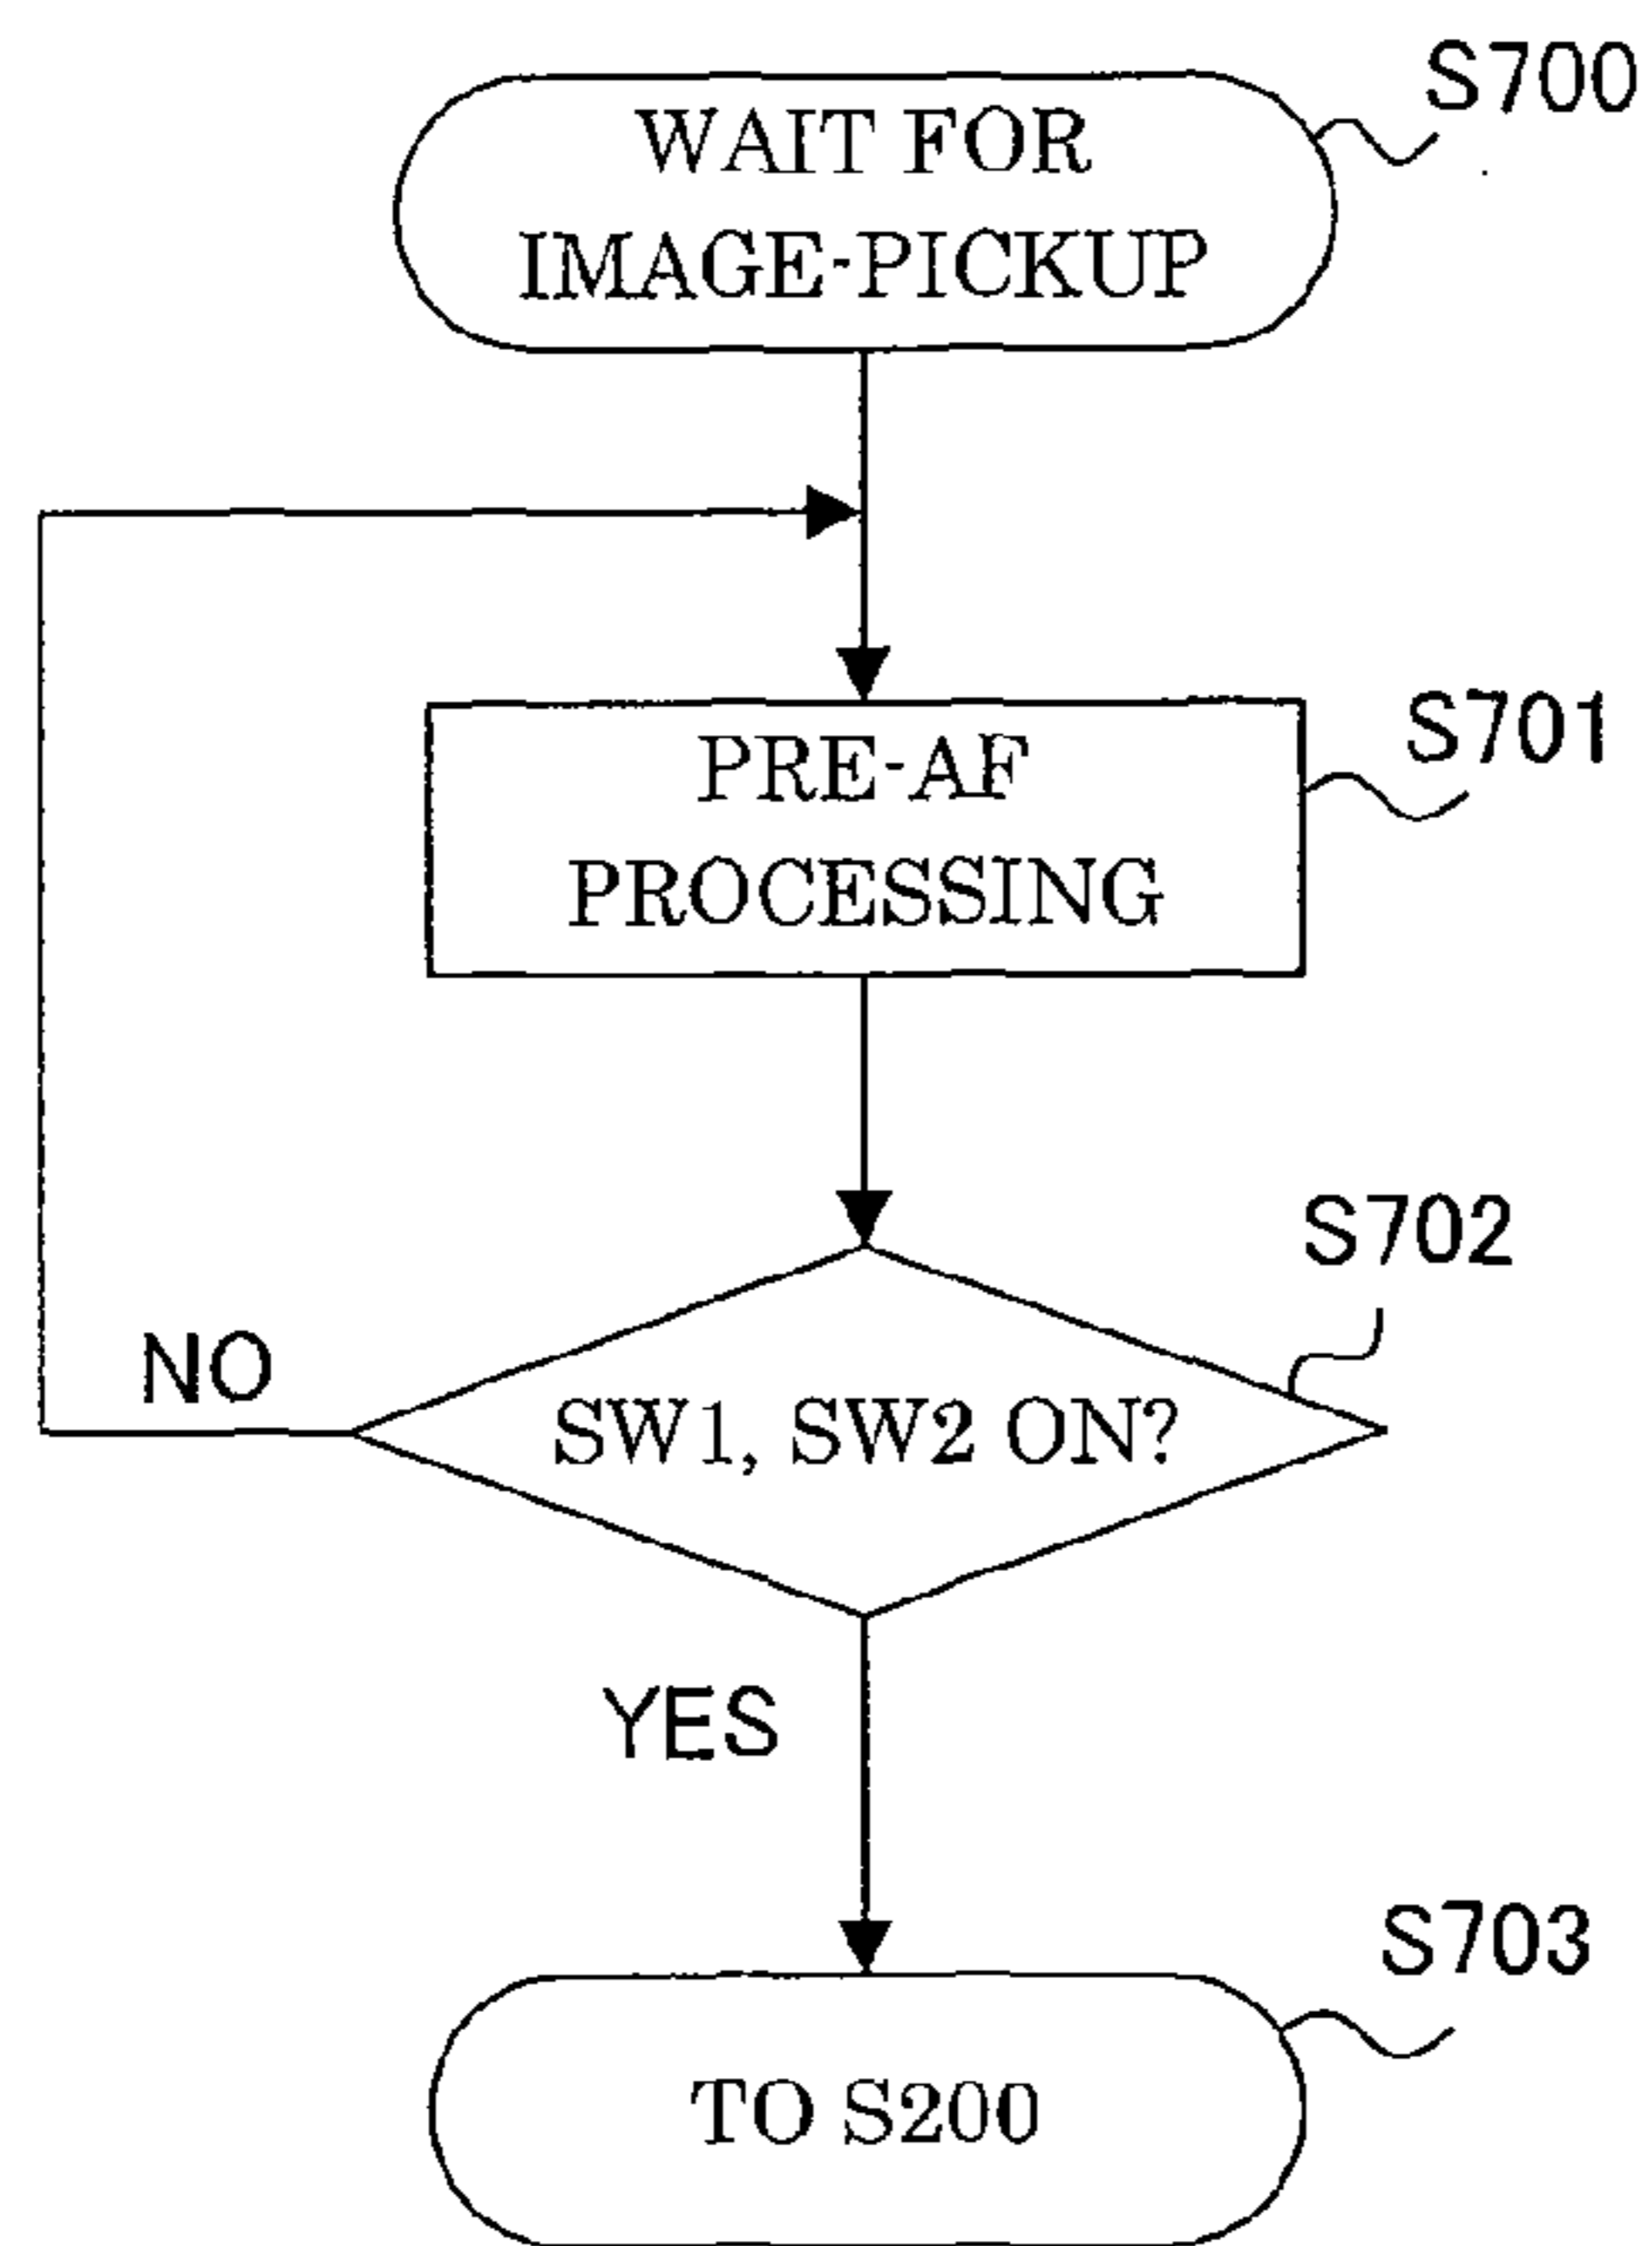 S700
WAIT FOR
IMAGE-PICKUP
S701
PRE-AF
PROCESSING
S702
NO
SW1, SW2 ON?
YES
S703
TO S200